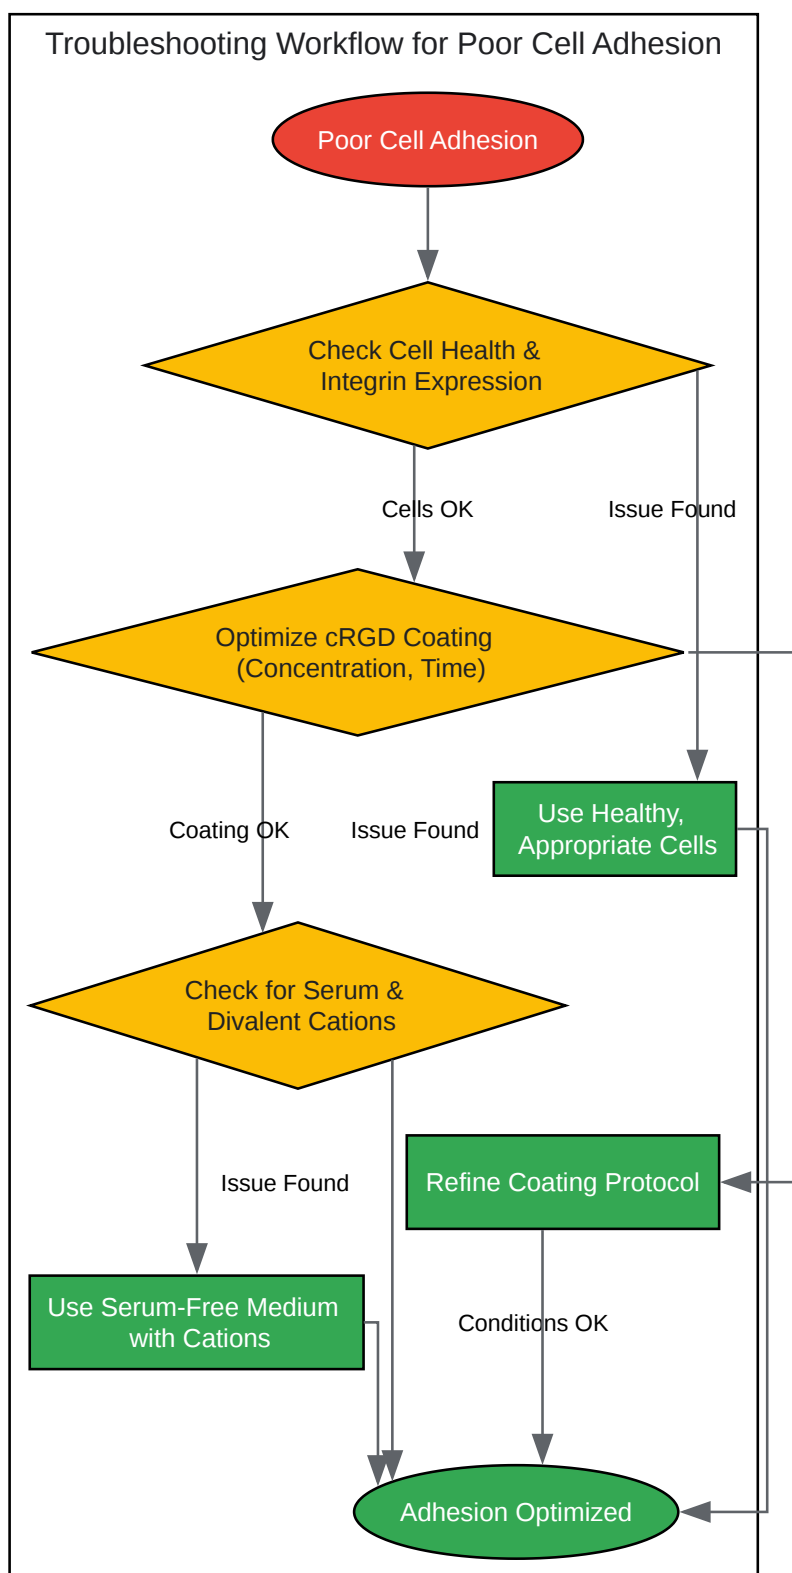 Troubleshooting Workflow for Poor Cell Adhesion
Poor Cell Adhesion
Check Cell Health &
Integrin Expression
Cells OK
Issue Found
Optimize cRGD Coating
(Concentration, Time)
Use Healthy,
Appropriate Cells
Coating OK
Issue Found
Check for Serum &
Divalent Cations
Issue Found
Refine Coating Protocol
Use Serum-Free Medium
with Cations
Conditions OK
Adhesion Optimized